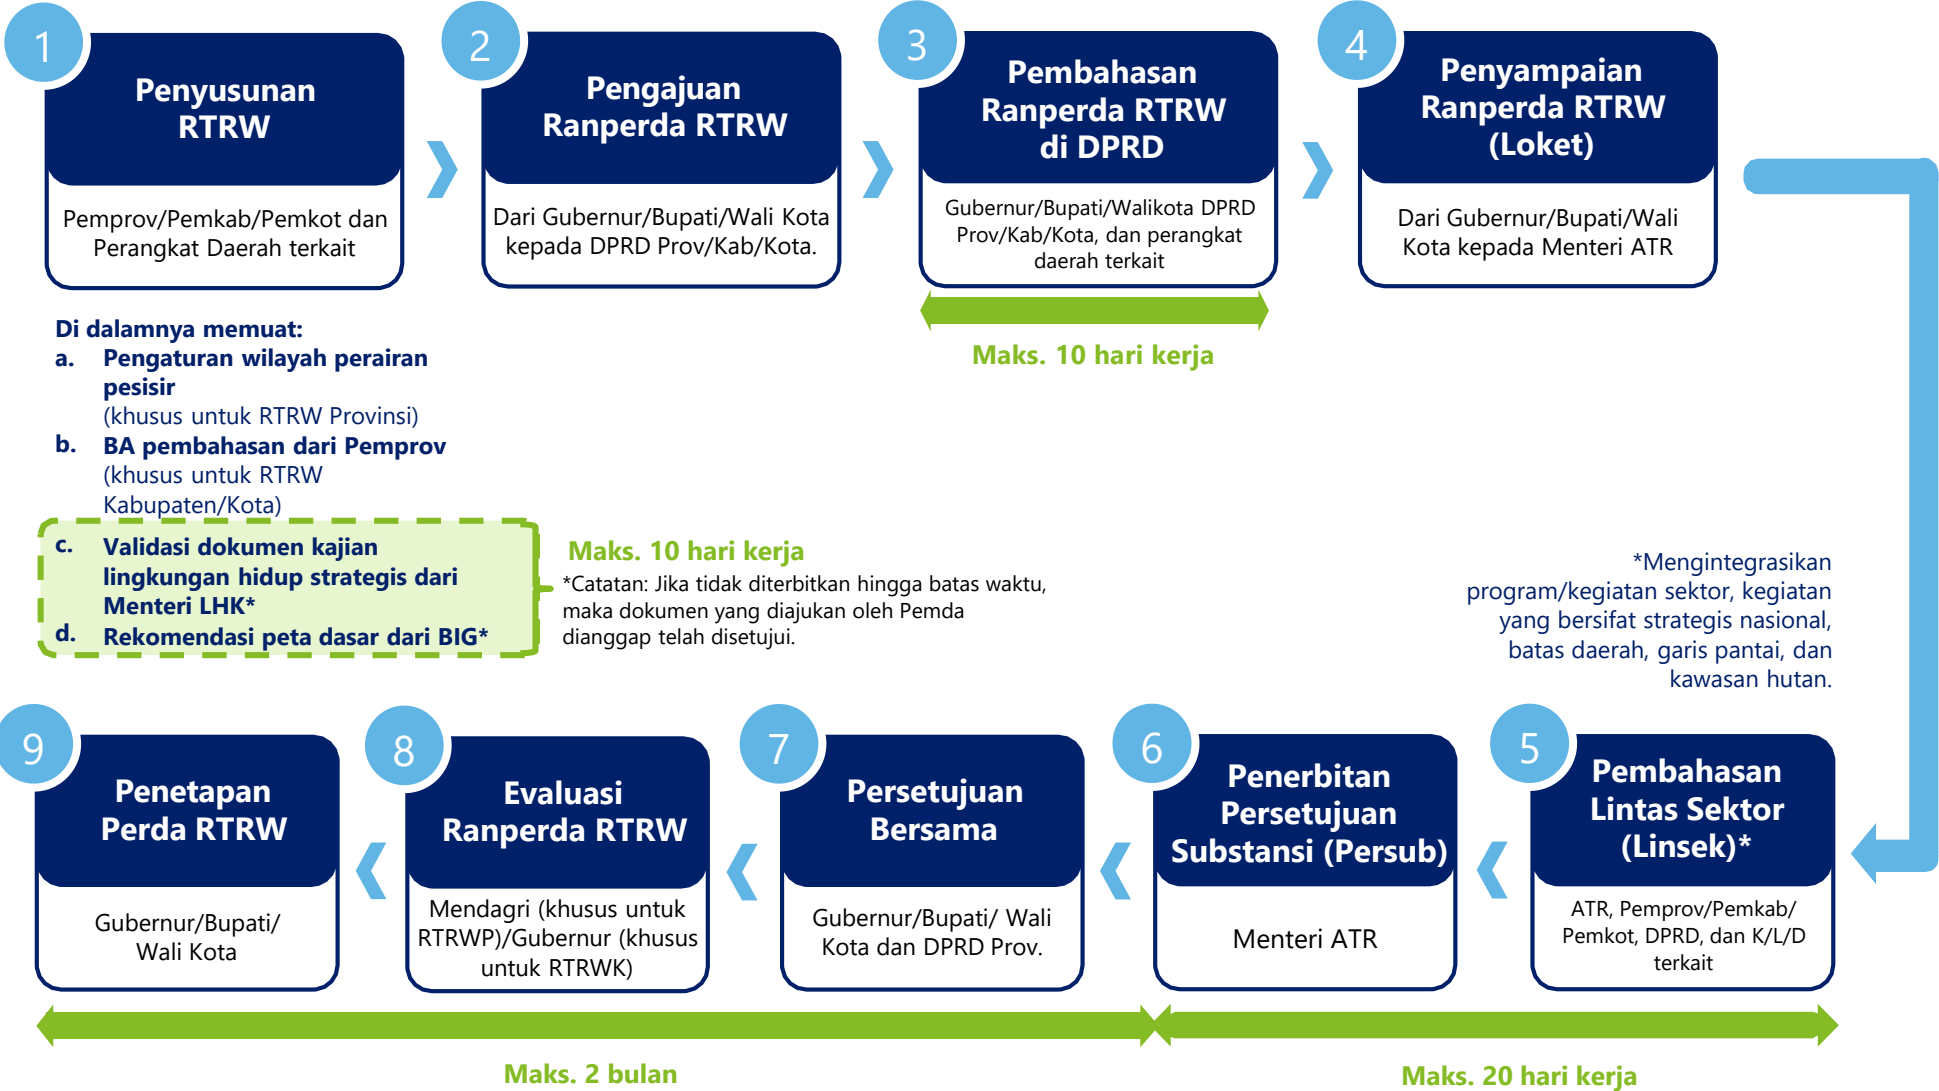 1
Penyusunan
RTRW
Pemprov/Pemkab/Pemkot dan
Perangkat Daerah terkait
2
Pengajuan
Ranperda RTRW
Dari Gubernur/Bupati/Wali Kota
kepada DPRD Prov/Kab/Kota.
3
Pembahasan
Ranperda RTRW
di DPRD
Gubernur/Bupati/Walikota DPRD
Prov/Kab/Kota, dan perangkat
daerah terkait
4
Penyampaian
Ranperda RTRW
(Loket)
Dari Gubernur/Bupati/Wali
Kota kepada Menteri ATR
Maks. 10 hari kerja
Di dalamnya memuat:
a. Pengaturan wilayah perairan
pesisir
(khusus untuk RTRW Provinsi)
b. BA pembahasan dari Pemprov
(khusus untuk RTRW
Kabupaten/Kota)
c. Validasi dokumen kajian
lingkungan hidup strategis dari
Menteri LHK*
d. Rekomendasi peta dasar dari BIG*
Maks. 10 hari kerja
*Catatan: Jika tidak diterbitkan hingga batas waktu,
maka dokumen yang diajukan oleh Pemda
dianggap telah disetujui.
*Mengintegrasikan
program/kegiatan sektor, kegiatan
yang bersifat strategis nasional,
batas daerah, garis pantai, dan
kawasan hutan.
9
Penetapan
Perda RTRW
Gubernur/Bupati/
Wali Kota
8
Evaluasi
Ranperda RTRW
Mendagri (khusus untuk
RTRWP)/Gubernur (khusus
untuk RTRWK)
7
Persetujuan
Bersama
Gubernur/Bupati/ Wali
Kota dan DPRD Prov.
6
Penerbitan
Persetujuan
Substansi (Persub)
Menteri ATR
5
Pembahasan
Lintas Sektor
(Linsek)*
ATR, Pemprov/Pemkab/
Pemkot, DPRD, dan K/L/D
terkait
Maks. 2 bulan
Maks. 20 hari kerja